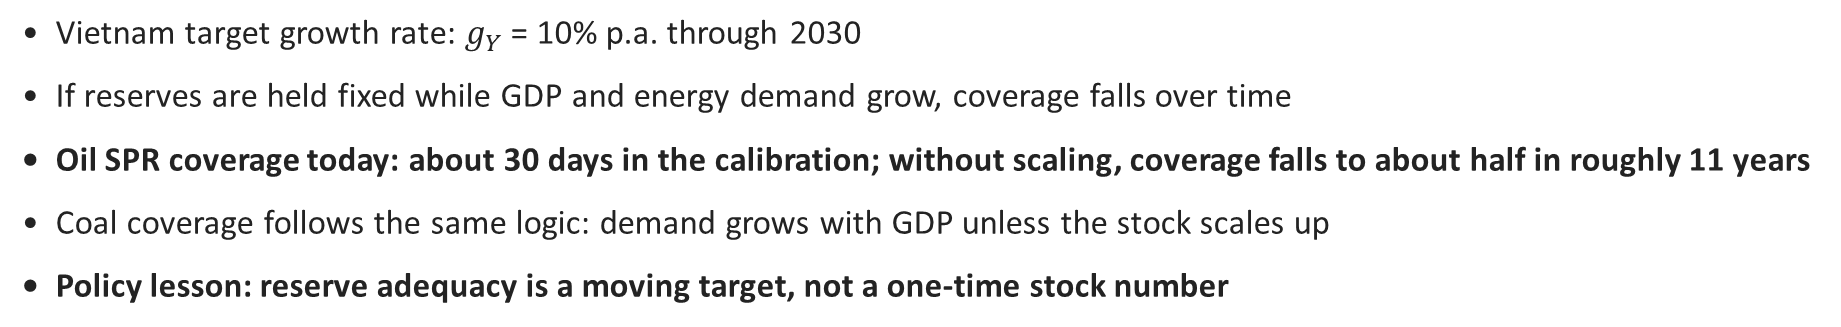 • Vietnam target growth rate: g_Y = 10% p.a. through 2030
• If reserves are held fixed while GDP and energy demand grow, coverage falls over time
• Oil SPR coverage today: about 30 days in the calibration; without scaling, coverage falls to about half in roughly 11 years
• Coal coverage follows the same logic: demand grows with GDP unless the stock scales up
• Policy lesson: reserve adequacy is a moving target, not a one-time stock number